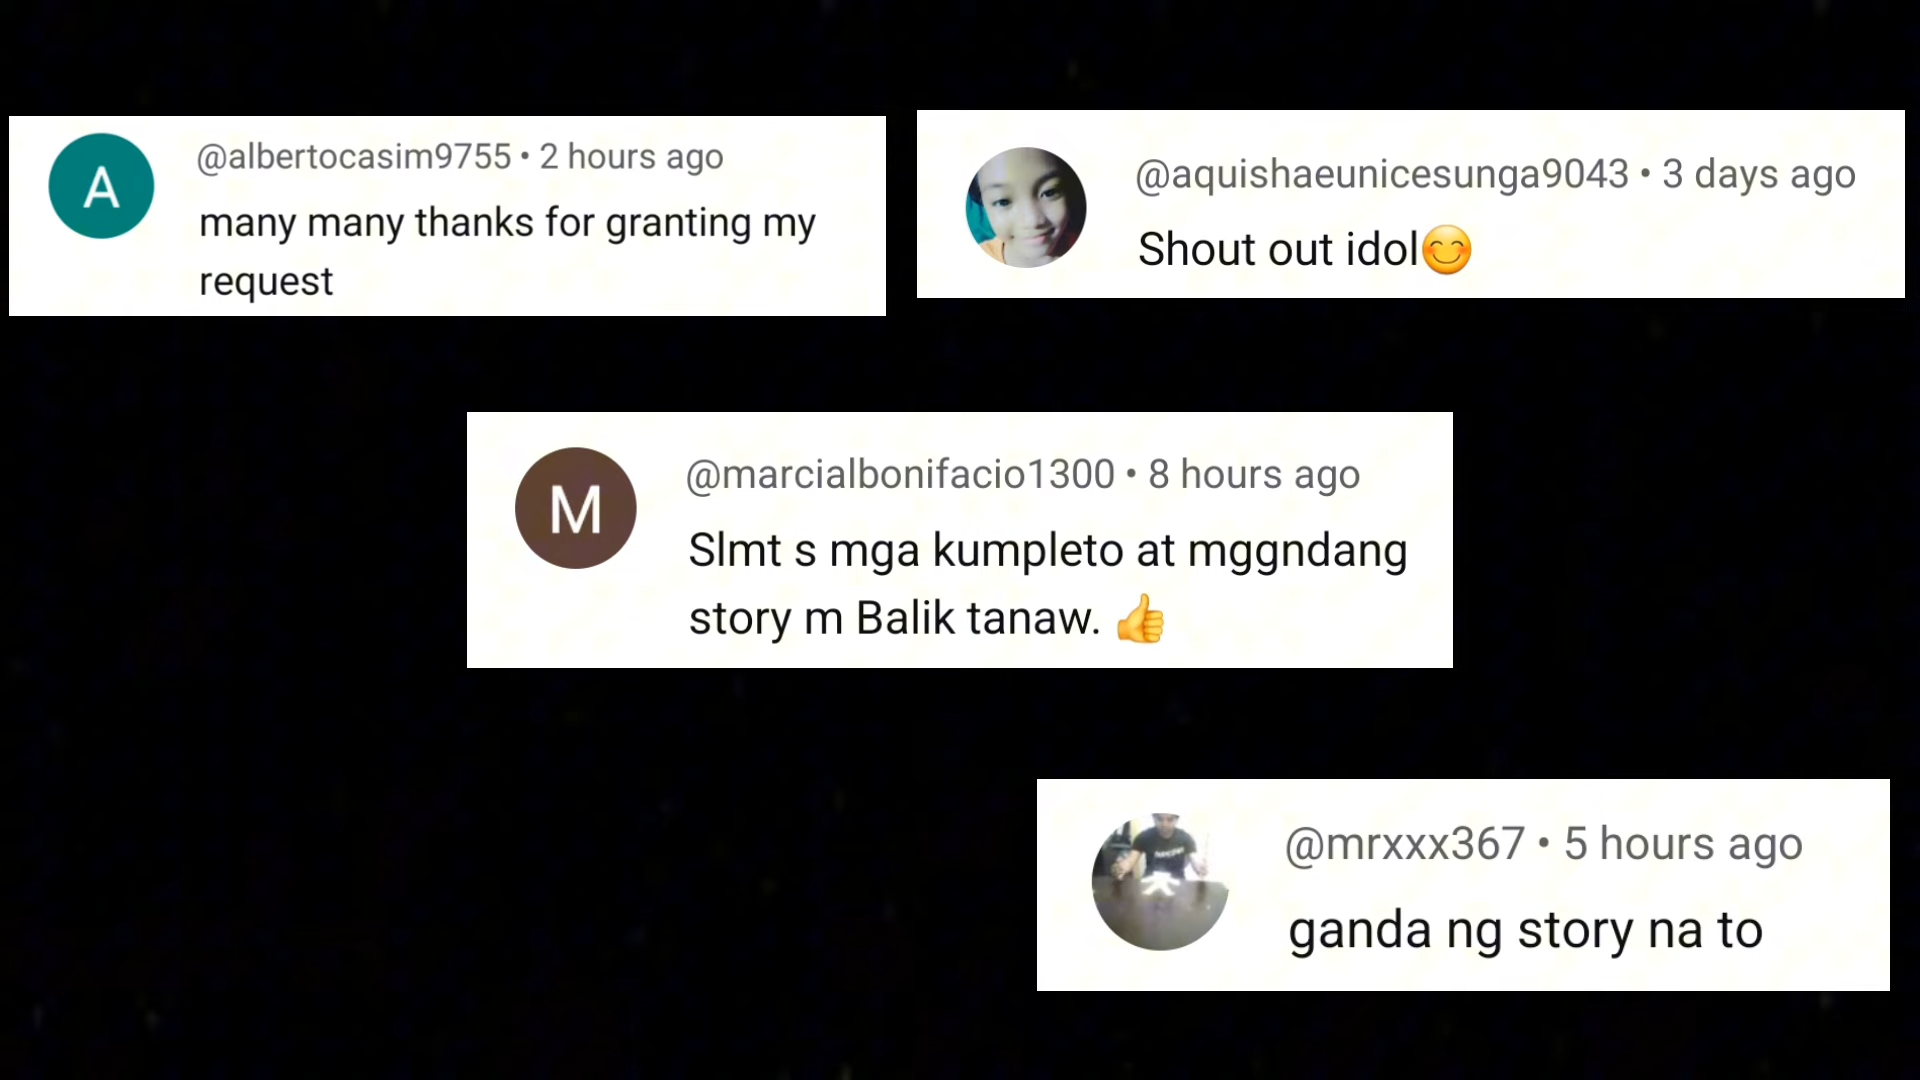 A
@albertocasim9755 • 2 hours ago
many many thanks for granting my
request
@aquishaeunicesunga9043 • 3 days ago
Shout out idol😊
M
@marcialbonifacio1300 • 8 hours ago
Slmt s mga kumpleto at mggndang
story m Balik tanaw. 👍
@mrxxx367 • 5 hours ago
ganda ng story na to